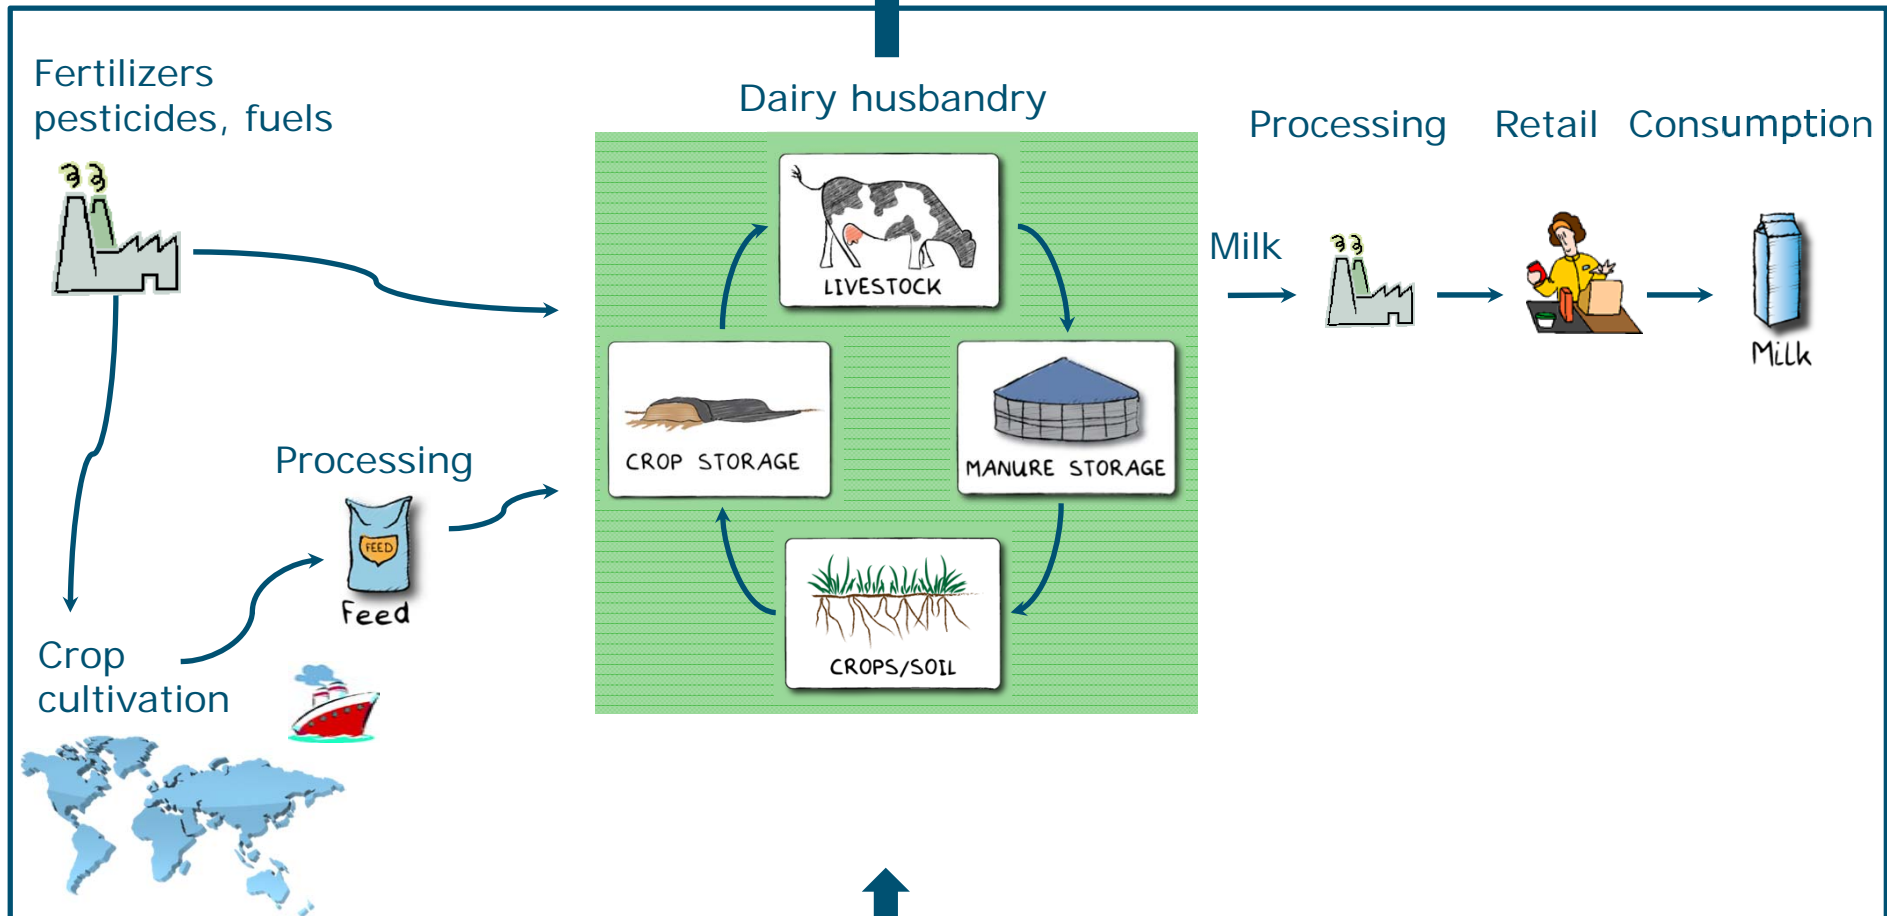 Fertilizers
pesticides, fuels
Dairy husbandry
Processing
Retail
Consumption
LIVESTOCK
Milk
Milk
CROP STORAGE
MANURE STORAGE
Processing
FEED
Feed
CROPS/SOIL
Crop
cultivation